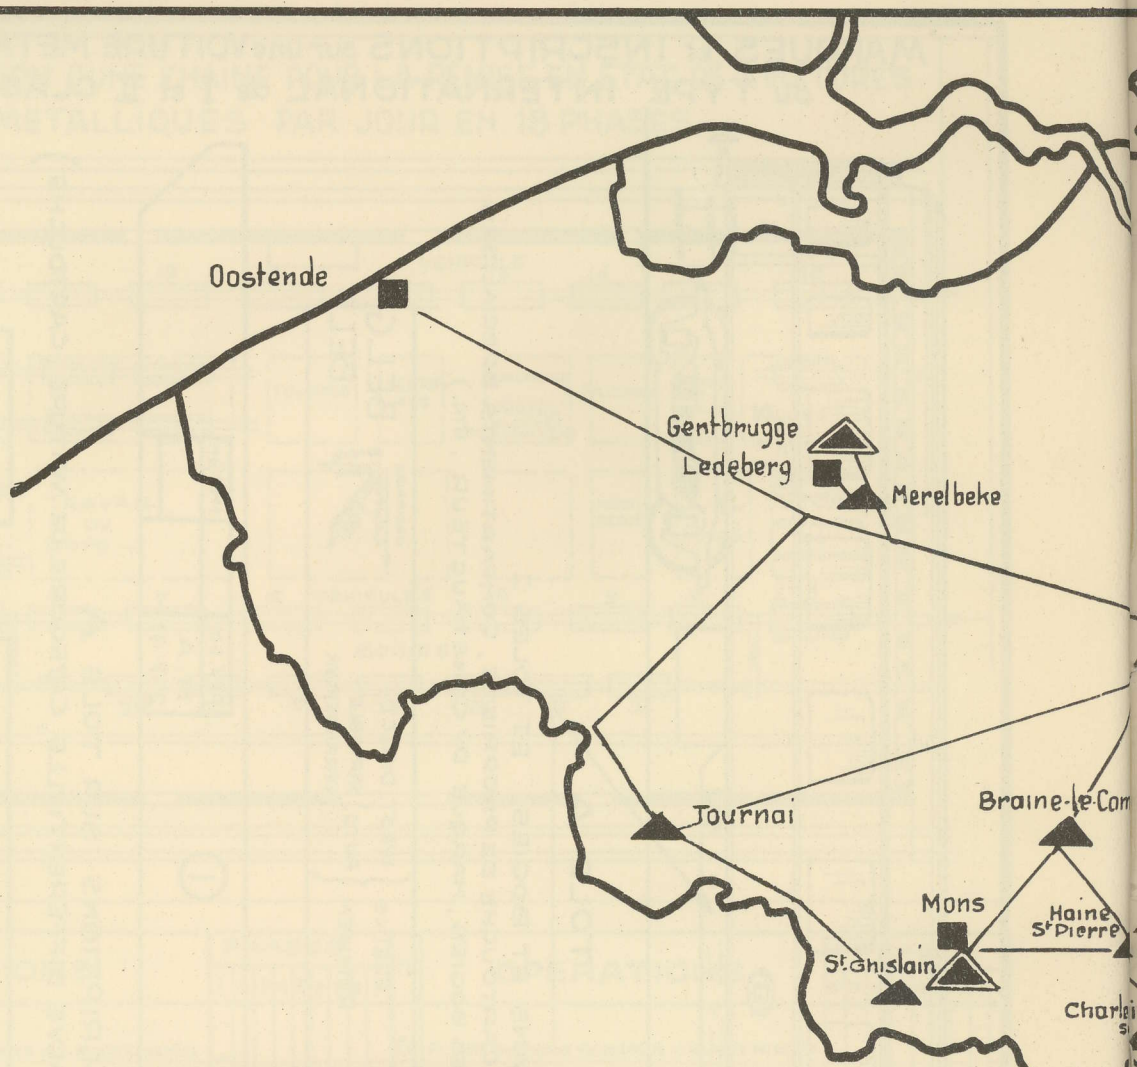 Oostende
Gentbrugge
Ledeberg
Merelbeke
Tournai
Braine-le-Com
Mons
Haine
St Pierre
St. Ghislain
Charle